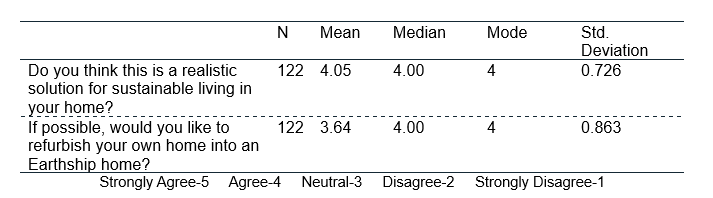 N Mean Median Mode Std.
Deviation
Do you think this is a realistic 122 4.05 4.00 4 0.726
solution for sustainable living in
your home?
If possible, would you like to 122 3.64 4.00 4 0.863
refurbish your own home into an
Earthship home?
Strongly Agree-5 Agree-4 Neutral-3 Disagree-2 Strongly Disagree-1